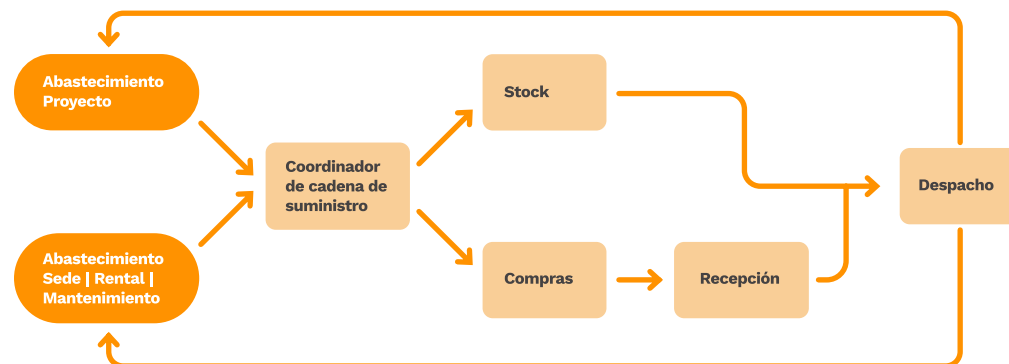 Abastecimiento
Proyecto
Stock
Coordinador
de cadena de
suministro
Despacho
Abastecimiento
Sede | Rental |
Mantenimiento
Compras
Recepción